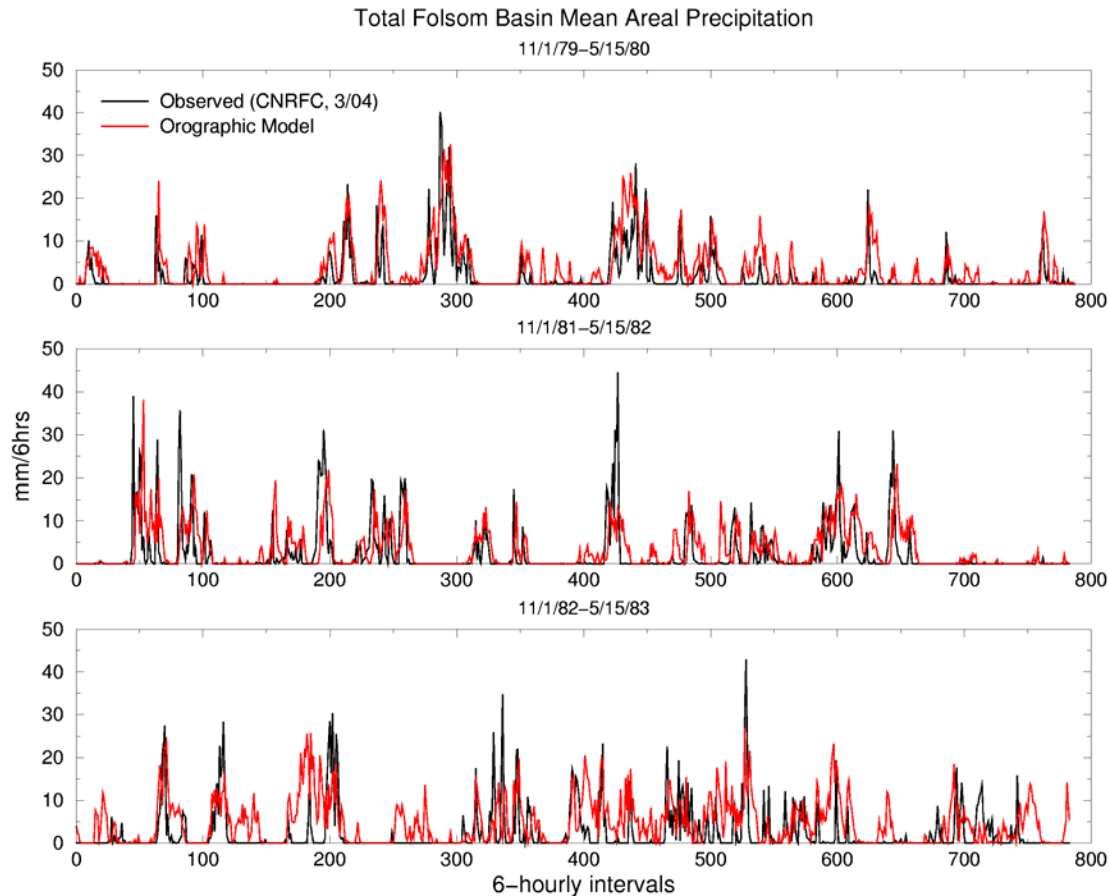 Total Folsom Basin Mean Areal Precipitation
11/1/79−5/15/80
50
40
30
20
10
0
Observed (CNRFC, 3/04)
Orographic Model
0 100 200 300 400 500 600 700 800
11/1/81−5/15/82
50
40
30
20
10
0
mm/6hrs
0 100 200 300 400 500 600 700 800
11/1/82−5/15/83
50
40
30
20
10
0
0 100 200 300 400 500 600 700 800
6−hourly intervals